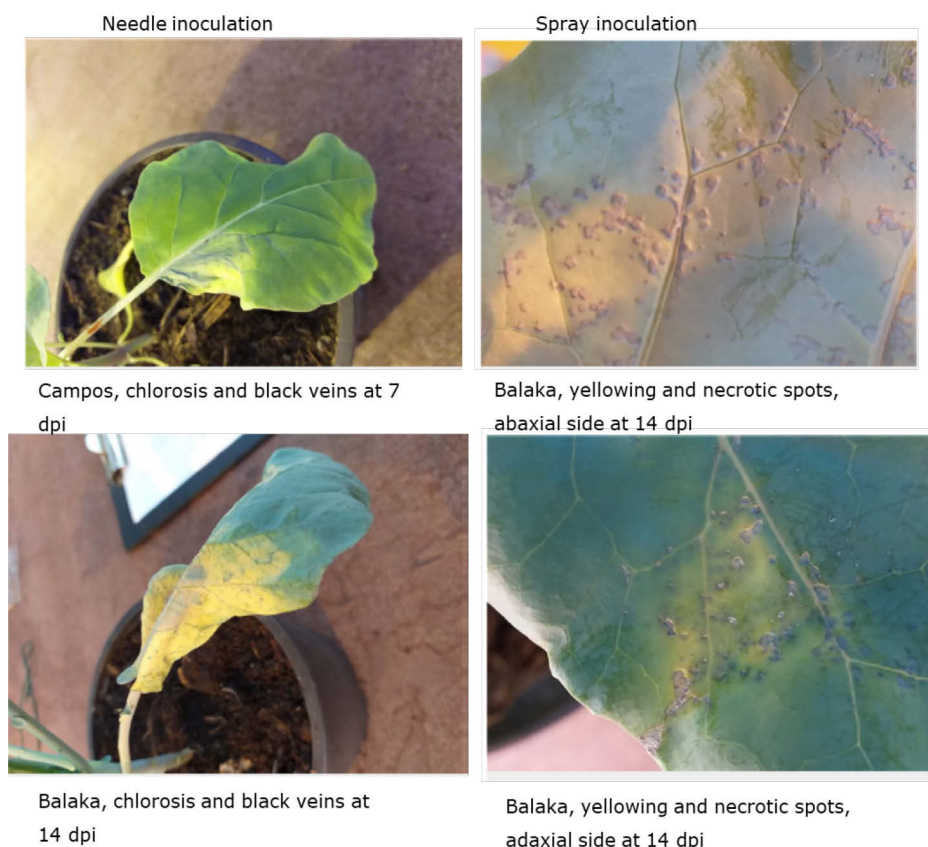 Needle inoculation
Spray inoculation
Campos, chlorosis and black veins at 7
dpi
Balaka, yellowing and necrotic spots,
abaxial side at 14 dpi
Balaka, chlorosis and black veins at
14 dpi
Balaka, yellowing and necrotic spots,
adaxial side at 14 dpi